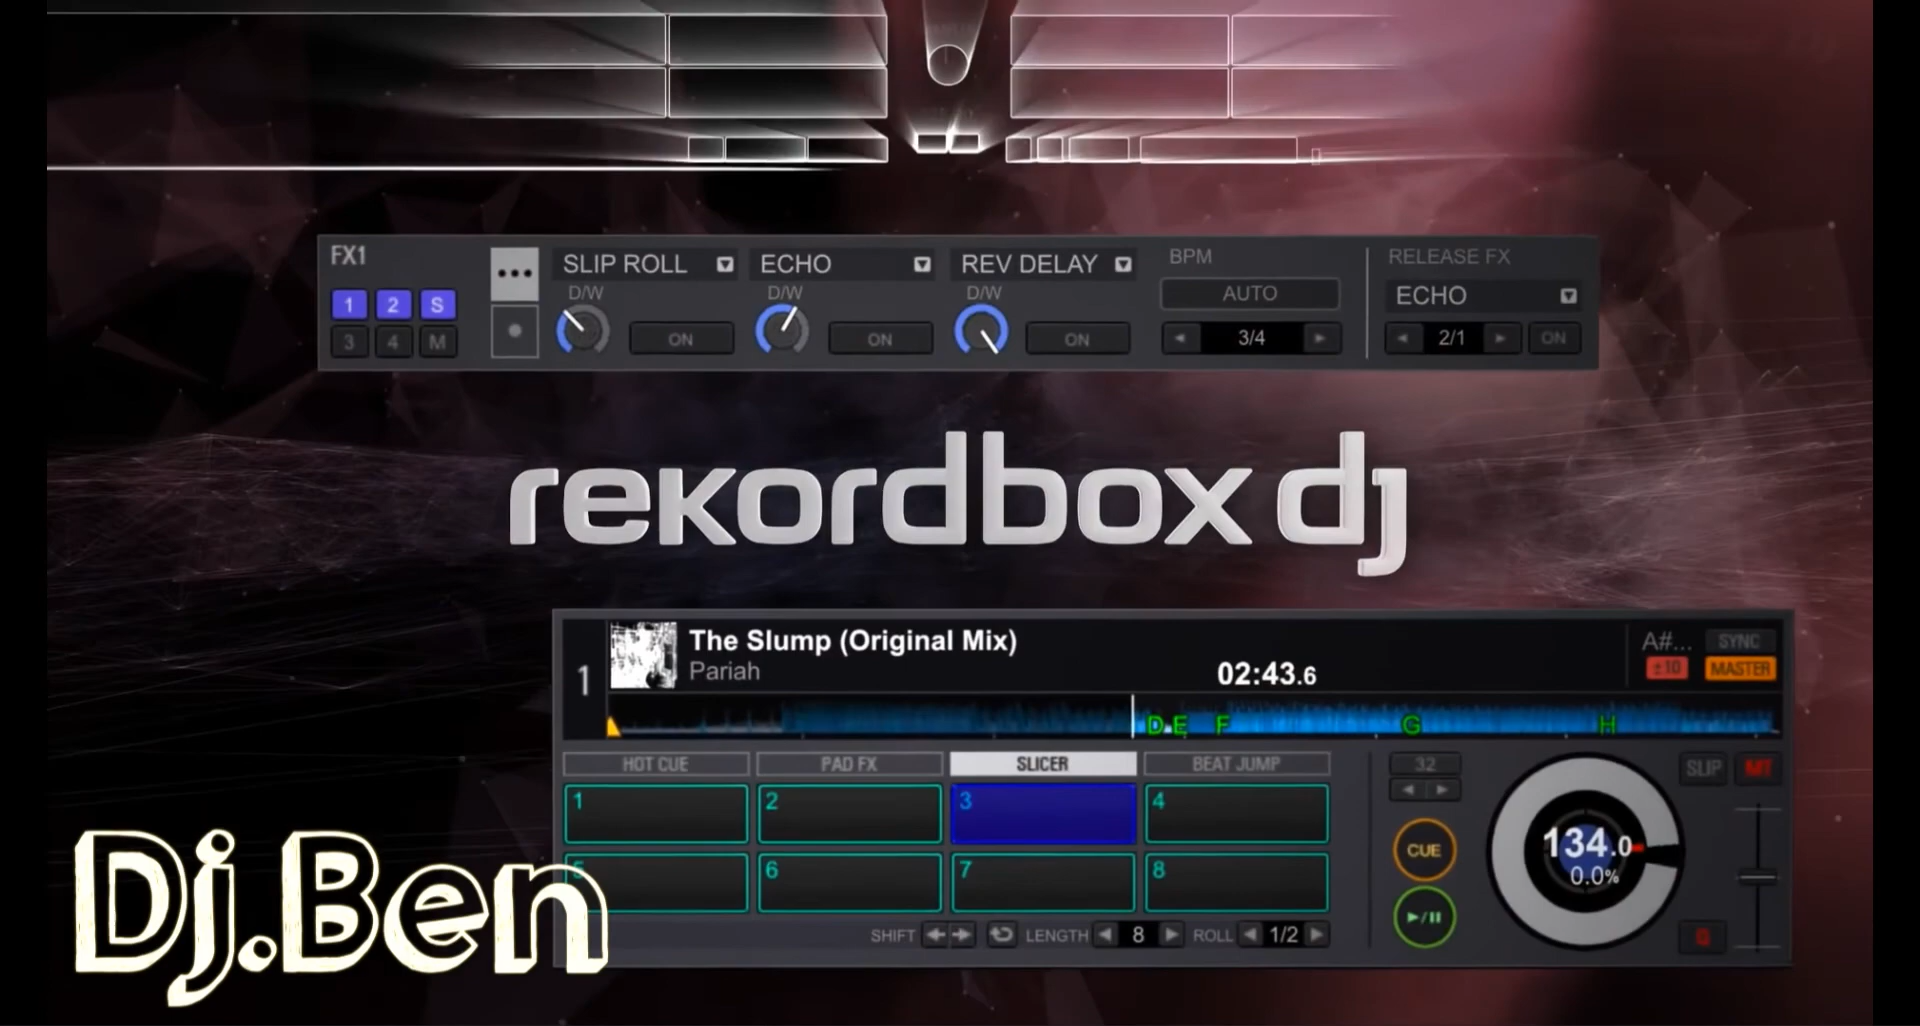 FX1
1 2 S
3 4 M
SLIP ROLL
D/W
ON
ECHO
D/W
ON
REV DELAY
D/W
ON
BPM
AUTO
3/4
RELEASE FX
ECHO
2/1
ON
rekordbox dj
1
The Slump (Original Mix)
Pariah
02:43.6
A#...
SYNC
±10
MASTER
D E F G H
HOT CUE PAD FX SLICER BEAT JUMP
1 2 3 4
5 6 7 8
SHIFT LENGTH 8 ROLL 1/2
32
CUE
134.0
0.0%
SLIP MT
Q
Dj.Ben